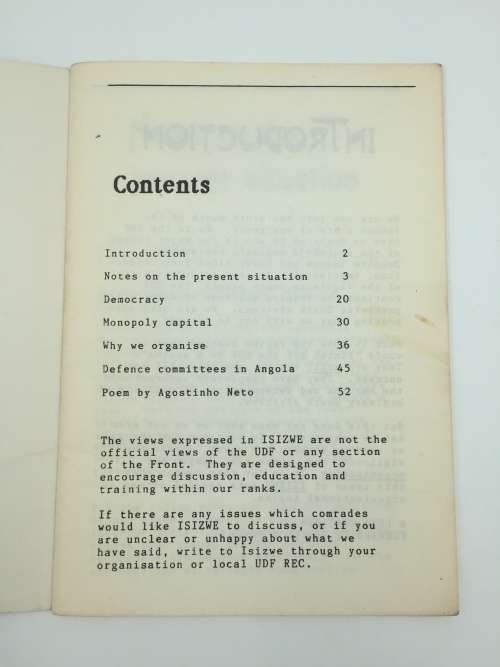 Contents
Introduction 2
Notes on the present situation 3
Democracy 20
Monopoly capital 30
Why we organise 36
Defence committees in Angola 45
Poem by Agostinho Neto 52
The views expressed in ISIZWE are not the
official views of the UDF or any section
of the Front. They are designed to
encourage discussion, education and
training within our ranks.
If there are any issues which comrades
would like ISIZWE to discuss, or if you
are unclear or unhappy about what we
have said, write to Isizwe through your
organisation or local UDF REC.